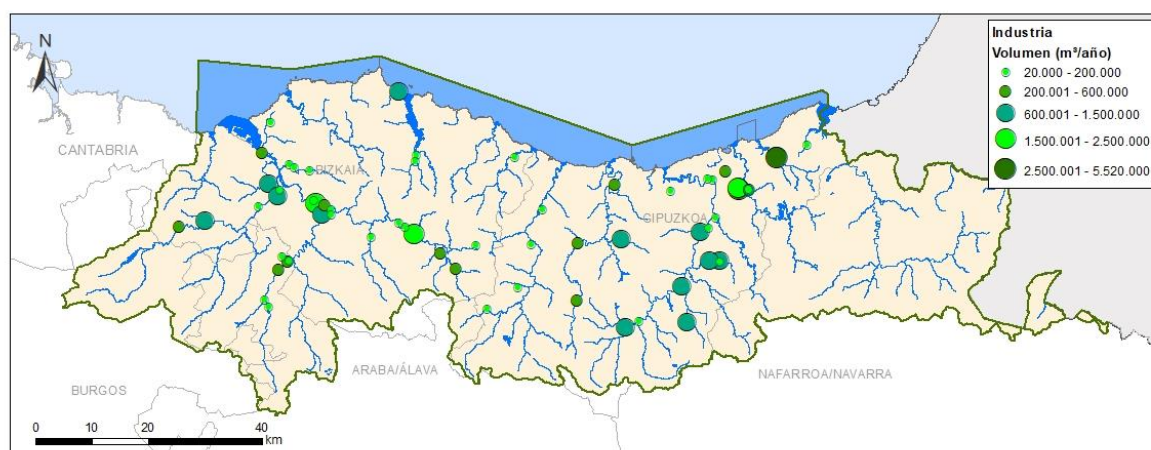 N
Industria
Volumen (m³/año)
20.000 - 200.000
200.001 - 600.000
600.001 - 1.500.000
1.500.001 - 2.500.000
2.500.001 - 5.520.000
CANTABRIA
BIZKAIA
GIPUZKOA
ARABA/ÁLAVA
NAFARROA/NAVARRA
BURGOS
0 10 20 40
km